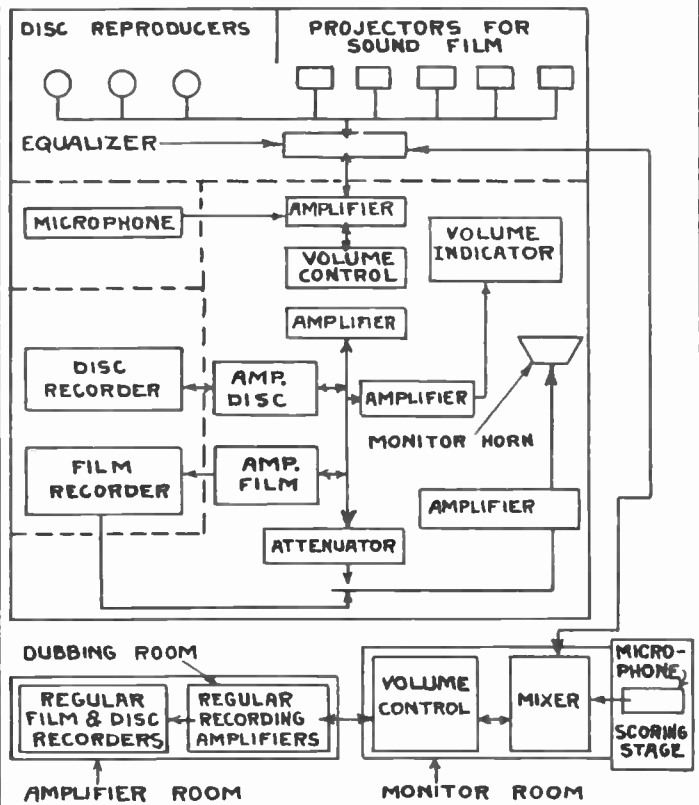 DISC REPRODUCERS
PROJECTORS FOR
SOUND FILM
EQUALIZER
MICROPHONE
AMPLIFIER
VOLUME
CONTROL
VOLUME
INDICATOR
AMPLIFIER
DISC
RECORDER
AMP.
DISC
AMPLIFIER
MONITOR HORN
FILM
RECORDER
AMP.
FILM
AMPLIFIER
ATTENUATOR
DUBBING ROOM
REGULAR
FILM & DISC
RECORDERS
REGULAR
RECORDING
AMPLIFIERS
VOLUME
CONTROL
MIXER
MICRO-
PHONE
SCORING
STAGE
AMPLIFIER ROOM
MONITOR ROOM